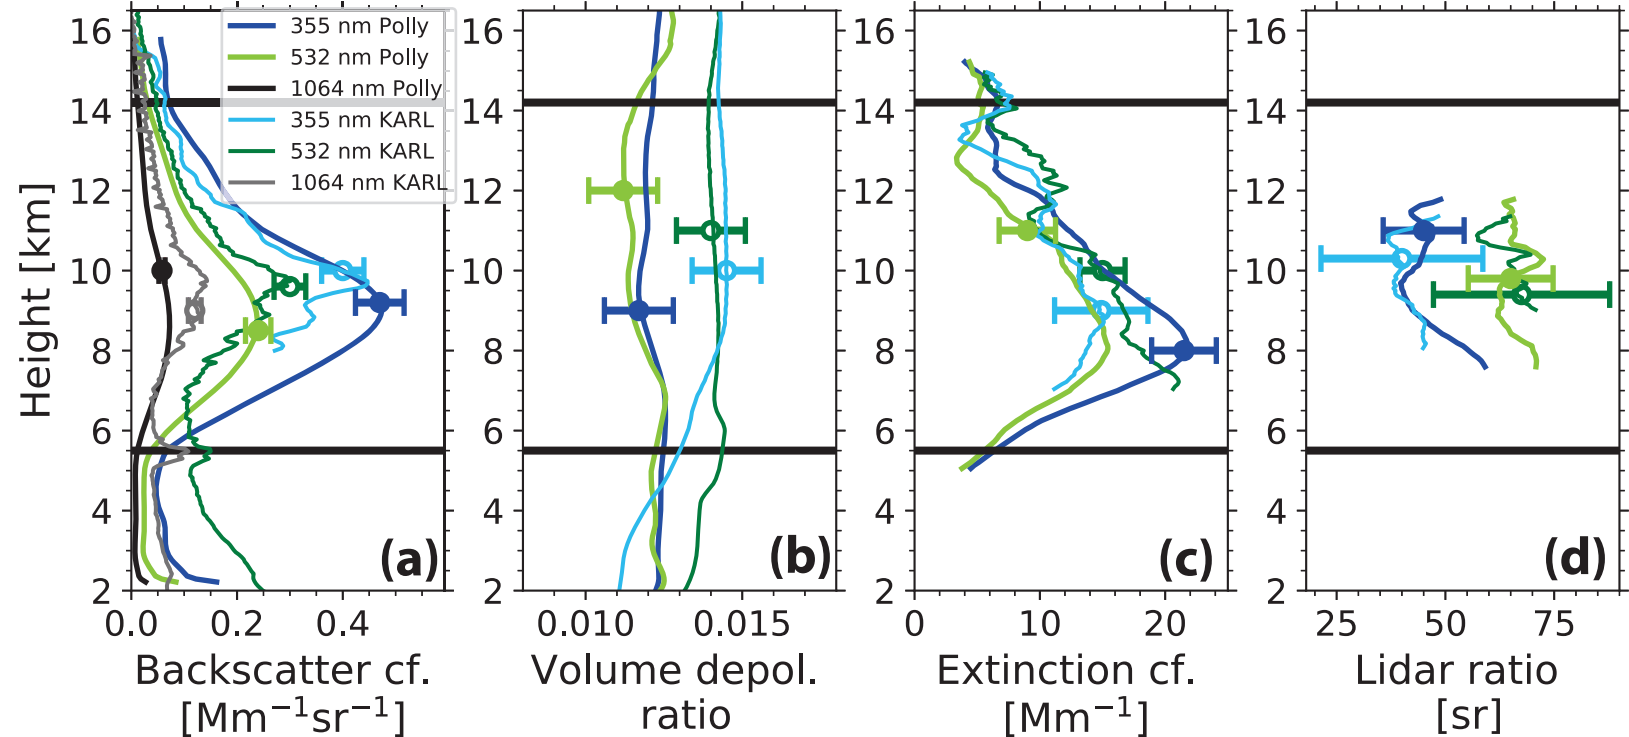 355 nm Polly
532 nm Polly
1064 nm Polly
355 nm KARL
532 nm KARL
1064 nm KARL
Height [km]
16
14
12
10
8
6
4
2
0.0 0.2 0.4
(a)
Backscatter cf.
[Mm⁻¹sr⁻¹]
16
14
12
10
8
6
4
2
0.010 0.015
(b)
Volume depol.
ratio
16
14
12
10
8
6
4
2
0 10 20
(c)
Extinction cf.
[Mm⁻¹]
16
14
12
10
8
6
4
2
25 50 75
(d)
Lidar ratio
[sr]